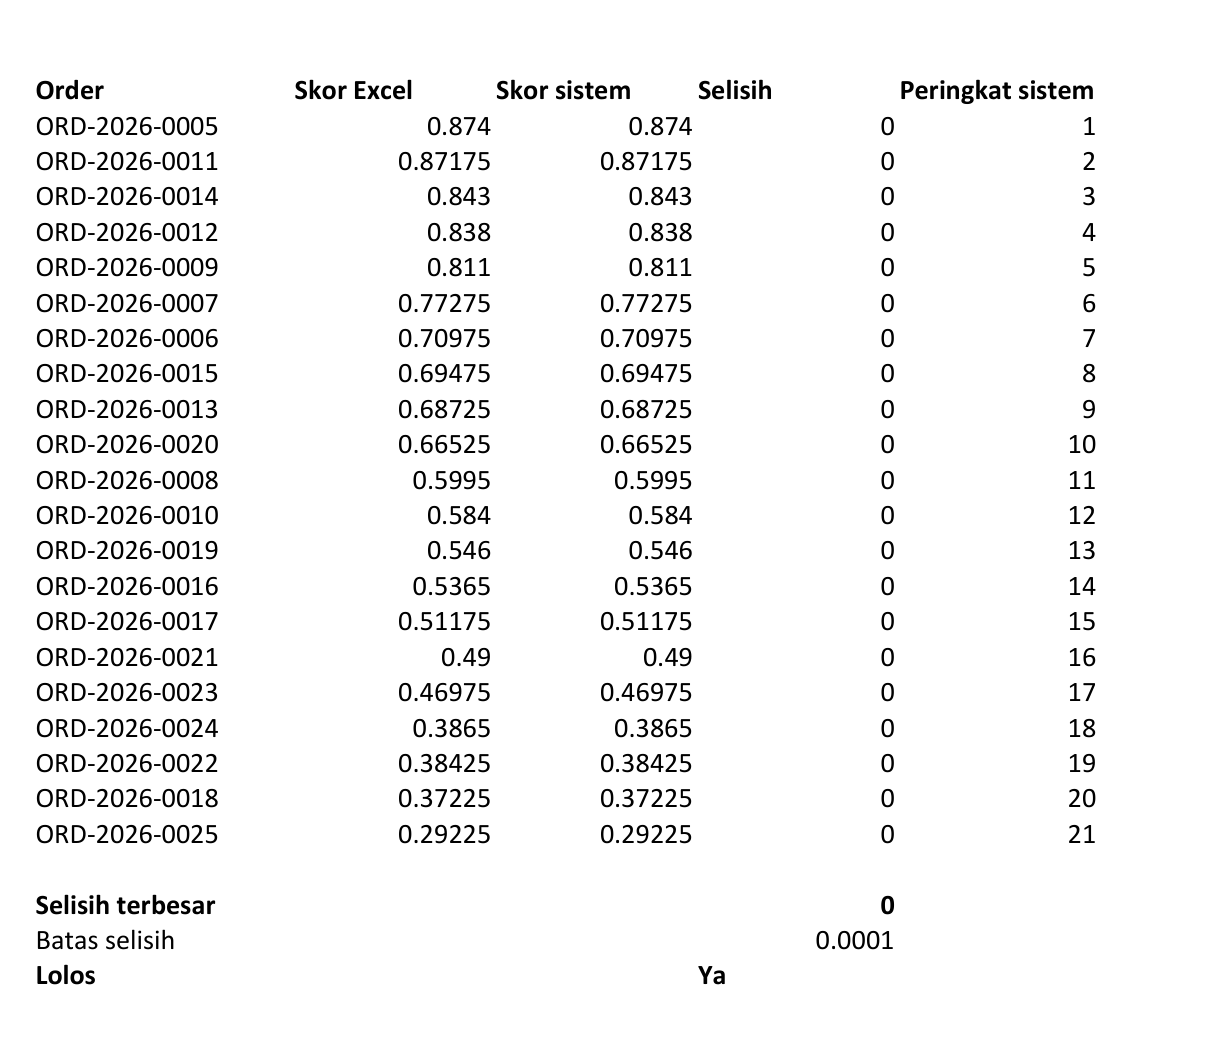 Order Skor Excel Skor sistem Selisih Peringkat sistem
ORD-2026-0005 0.874 0.874 0 1
ORD-2026-0011 0.87175 0.87175 0 2
ORD-2026-0014 0.843 0.843 0 3
ORD-2026-0012 0.838 0.838 0 4
ORD-2026-0009 0.811 0.811 0 5
ORD-2026-0007 0.77275 0.77275 0 6
ORD-2026-0006 0.70975 0.70975 0 7
ORD-2026-0015 0.69475 0.69475 0 8
ORD-2026-0013 0.68725 0.68725 0 9
ORD-2026-0020 0.66525 0.66525 0 10
ORD-2026-0008 0.5995 0.5995 0 11
ORD-2026-0010 0.584 0.584 0 12
ORD-2026-0019 0.546 0.546 0 13
ORD-2026-0016 0.5365 0.5365 0 14
ORD-2026-0017 0.51175 0.51175 0 15
ORD-2026-0021 0.49 0.49 0 16
ORD-2026-0023 0.46975 0.46975 0 17
ORD-2026-0024 0.3865 0.3865 0 18
ORD-2026-0022 0.38425 0.38425 0 19
ORD-2026-0018 0.37225 0.37225 0 20
ORD-2026-0025 0.29225 0.29225 0 21
Selisih terbesar 0
Batas selisih 0.0001
Lolos Ya